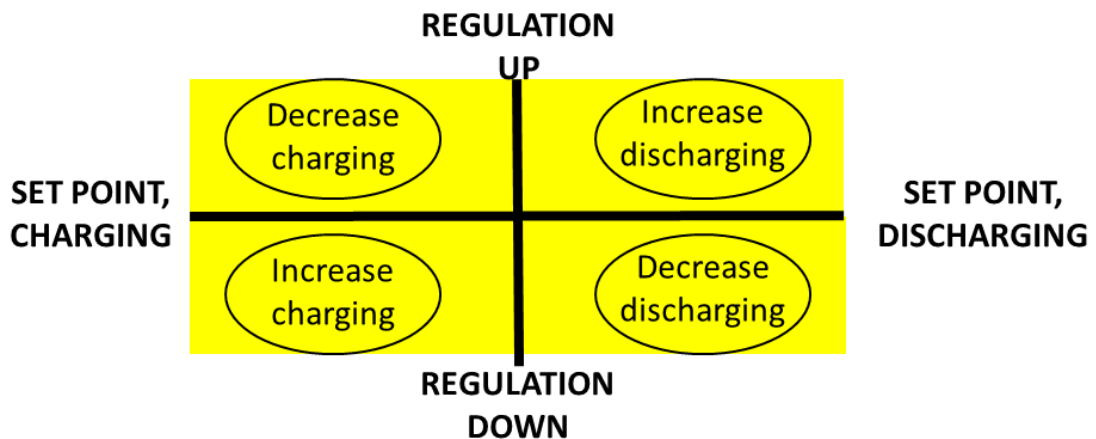 REGULATION
UP
Decrease
charging
Increase
discharging
SET POINT,
CHARGING
SET POINT,
DISCHARGING
Increase
charging
Decrease
discharging
REGULATION
DOWN